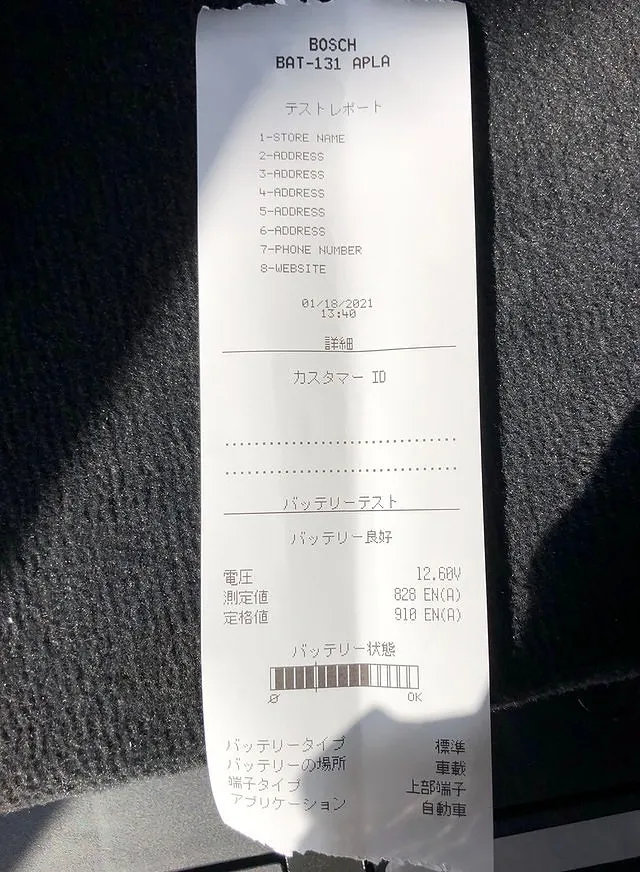 BOSCH
BAT-131 APLA
テストレポート
1-STORE NAME
2-ADDRESS
3-ADDRESS
4-ADDRESS
5-ADDRESS
6-ADDRESS
7-PHONE NUMBER
8-WEBSITE
01/18/2021
13:40
詳細
カスタマー ID
バッテリーテスト
バッテリー良好
電圧 12.60V
測定値 828 EN(A)
定格値 910 EN(A)
バッテリー状態
0 OK
バッテリータイプ 標準
バッテリーの場所 車載
端子タイプ 上部端子
アプリケーション 自動車